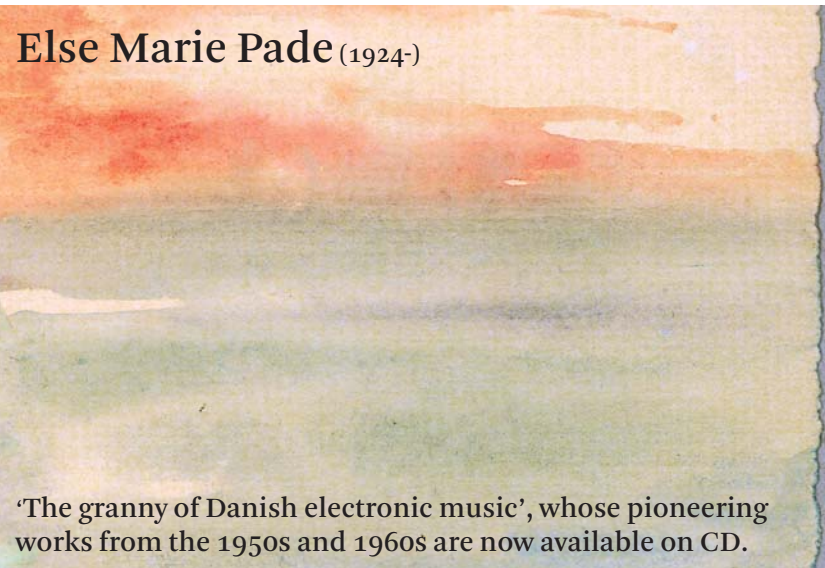 Else Marie Pade (1924-)
‘The granny of Danish electronic music’, whose pioneering
works from the 1950s and 1960s are now available on CD.